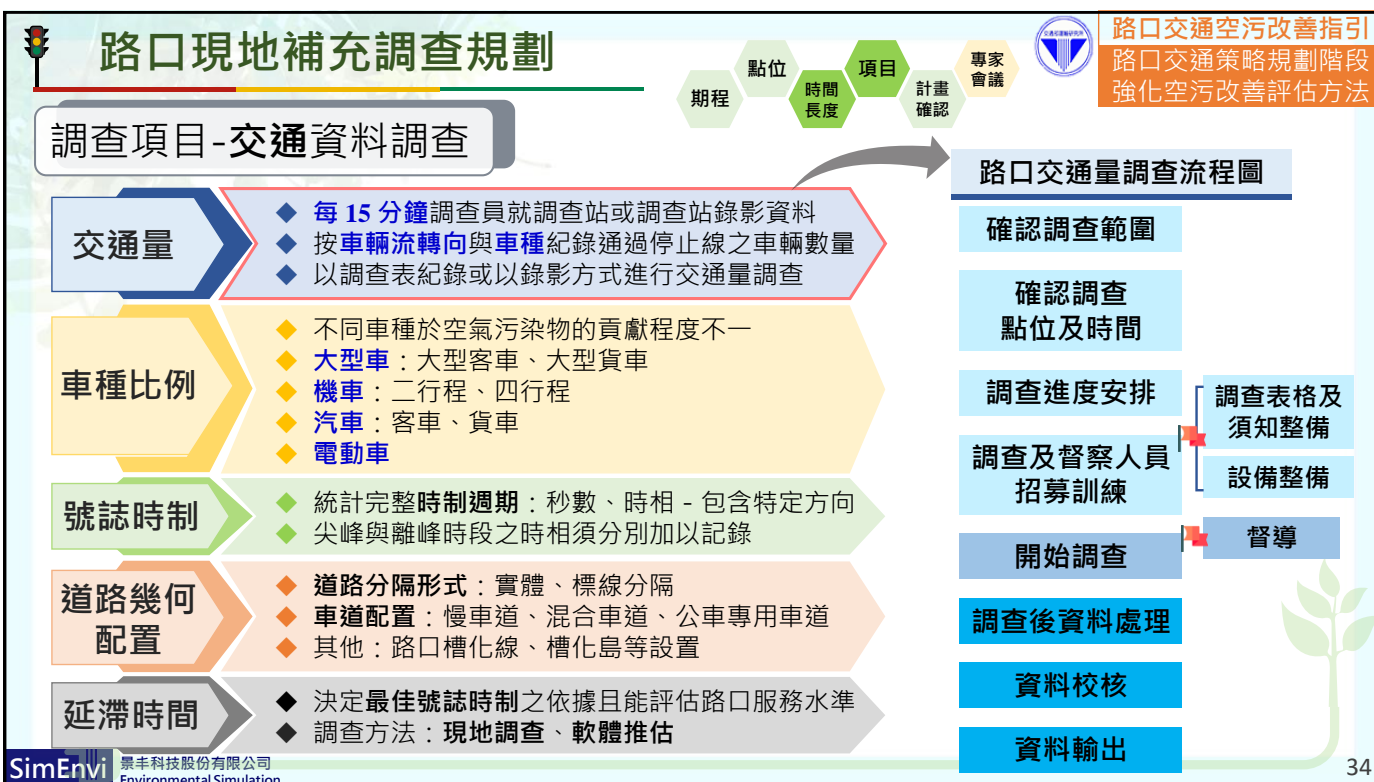 路口現地補充調查規劃
期程
點位
時間
長度
項目
計畫
確認
專家
會議
路口交通空污改善指引
路口交通策略規劃階段
強化空污改善評估方法
調查項目-交通資料調查
交通量
◆ 每 15 分鐘調查員就調查站或調查站錄影資料
◆ 按車輛流轉向與車種紀錄通過停止線之車輛數量
◆ 以調查表紀錄或以錄影方式進行交通量調查
車種比例
◆ 不同車種於空氣污染物的貢獻程度不一
◆ 大型車：大型客車、大型貨車
◆ 機車：二行程、四行程
◆ 汽車：客車、貨車
◆ 電動車
號誌時制
◆ 統計完整時制週期：秒數、時相 - 包含特定方向
◆ 尖峰與離峰時段之時相須分別加以記錄
道路幾何
配置
◆ 道路分隔形式：實體、標線分隔
◆ 車道配置：慢車道、混合車道、公車專用車道
◆ 其他：路口槽化線、槽化島等設置
延滯時間
◆ 決定最佳號誌時制之依據且能評估路口服務水準
◆ 調查方法：現地調查、軟體推估
路口交通量調查流程圖
確認調查範圍
確認調查
點位及時間
調查進度安排
調查及督察人員
招募訓練
調查表格及
須知整備
設備整備
開始調查
督導
調查後資料處理
資料校核
資料輸出
SimEnvi
景丰科技股份有限公司
Environmental Simulation
34